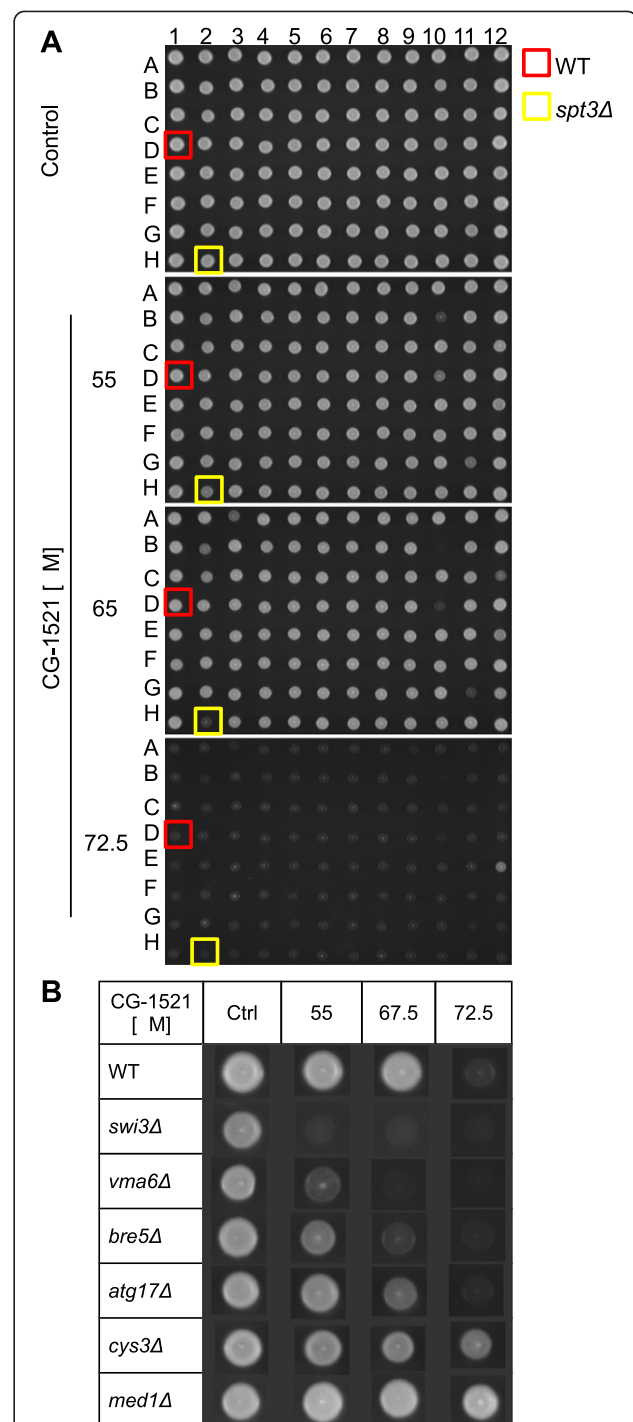 A
1 2 3 4 5 6 7 8 9 10 11 12
Control
A
B
C
D
E
F
G
H
WT
spt3Δ
CG-1521 [ M]
55
A
B
C
D
E
F
G
H
65
A
B
C
D
E
F
G
H
72.5
A
B
C
D
E
F
G
H
B
CG-1521 [ M] Ctrl 55 67.5 72.5
WT
swi3Δ
vma6Δ
bre5Δ
atg17Δ
cys3Δ
med1Δ